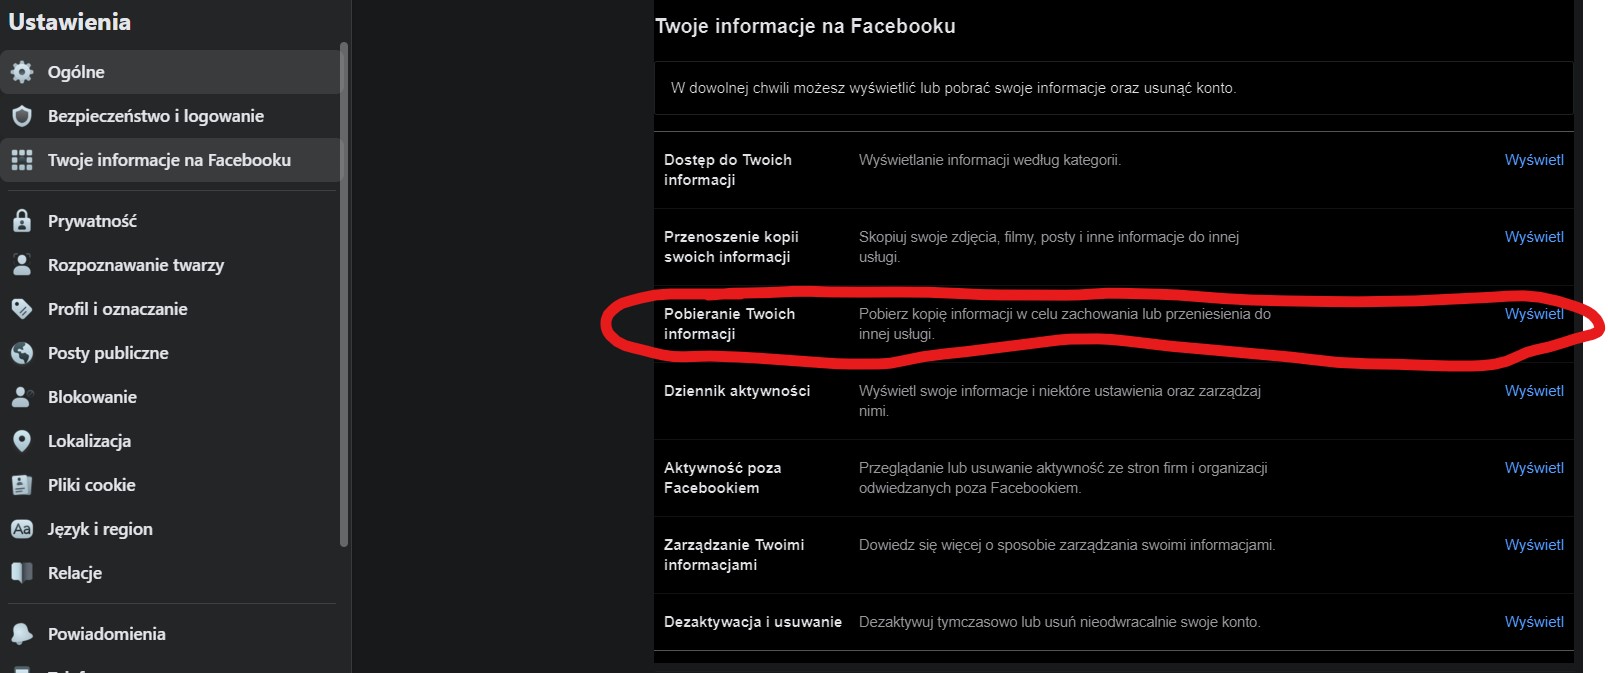 Ustawienia
Ogólne
Bezpieczeństwo i logowanie
Twoje informacje na Facebooku
Prywatność
Rozpoznawanie twarzy
Profil i oznaczanie
Posty publiczne
Blokowanie
Lokalizacja
Pliki cookie
Aa
Język i region
Relacje
Powiadomienia
Twoje informacje na Facebooku
W dowolnej chwili możesz wyświetlić lub pobrać swoje informacje oraz usunąć konto.
Dostęp do Twoich
informacji
Wyświetlanie informacji według kategorii.
Wyświetl
Przenoszenie kopii
swoich informacji
Skopiuj swoje zdjęcia, filmy, posty i inne informacje do innej
usługi.
Wyświetl
Pobieranie Twoich
informacji
Pobierz kopię informacji w celu zachowania lub przeniesienia do
innej usługi.
Wyświetl
Dziennik aktywności
Wyświetl swoje informacje i niektóre ustawienia oraz zarządzaj
nimi.
Wyświetl
Aktywność poza
Facebookiem
Przeglądanie lub usuwanie aktywność ze stron firm i organizacji
odwiedzanych poza Facebookiem.
Wyświetl
Zarządzanie Twoimi
informacjami
Dowiedz się więcej o sposobie zarządzania swoimi informacjami.
Wyświetl
Dezaktywacja i usuwanie
Dezaktywuj tymczasowo lub usuń nieodwracalnie swoje konto.
Wyświetl